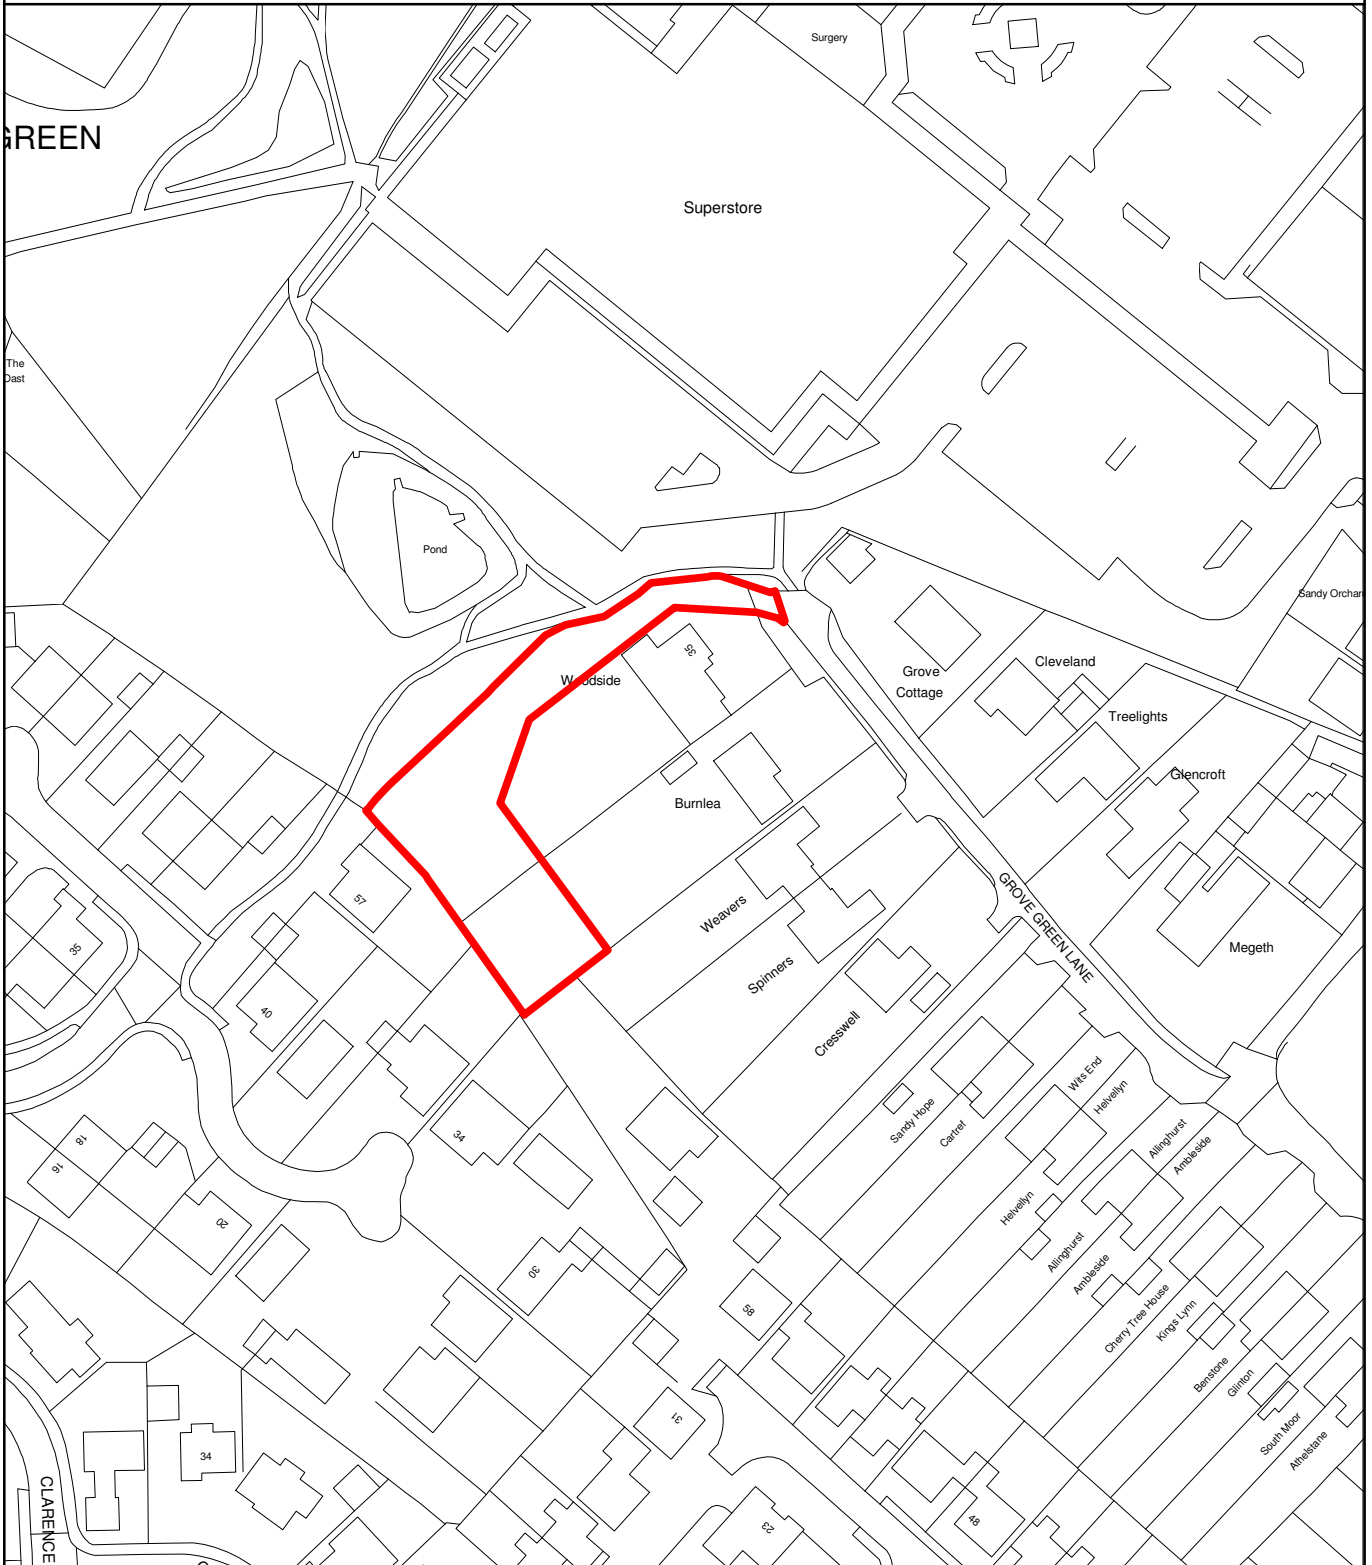 Surgery
GREEN
Superstore
The
Oast
Pond
Sandy Orchar
35
Woodside
Grove
Cottage
Cleveland
Treelights
Glencroft
Burnlea
57
Weavers
GROVE GREEN LANE
35
Megeth
Spinners
40
Cresswell
Wits End
Helvellyn
Sandy Hope
Cartref
18
16
34
Allinghurst
Ambleside
20
Helvellyn
Allinghurst
Ambleside
30
58
Cherry Tree House
Kings Lynn
Benstone
Glinton
31
South Moor
Athelstane
34
CLARENCE
48
23